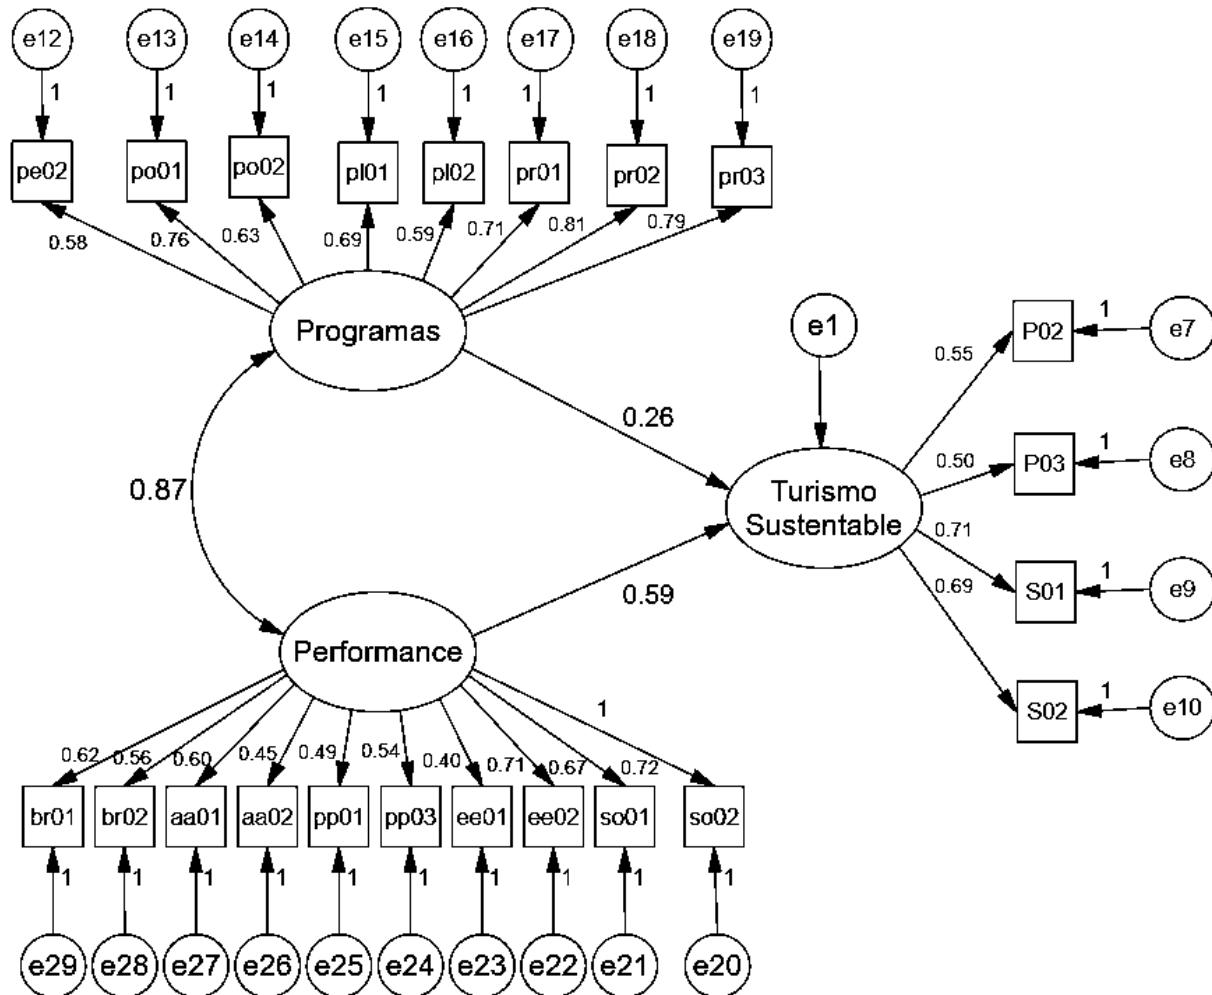 e12 e13 e14 e15 e16 e17 e18 e19
1 1 1 1 1 1 1 1
pe02 po01 po02 pl01 pl02 pr01 pr02 pr03
0.58 0.76 0.63 0.69 0.59 0.71 0.81 0.79
Programas
e1
0.26
0.87
Turismo
Sustentable
0.55 P02 1 e7
0.50 P03 1 e8
0.71 S01 1 e9
0.69 S02 1 e10
0.59
Performance
1
0.62 0.56 0.60 0.45 0.49 0.54 0.40 0.71 0.67 0.72
br01 br02 aa01 aa02 pp01 pp03 ee01 ee02 so01 so02
1 1 1 1 1 1 1 1 1 1
e29 e28 e27 e26 e25 e24 e23 e22 e21 e20